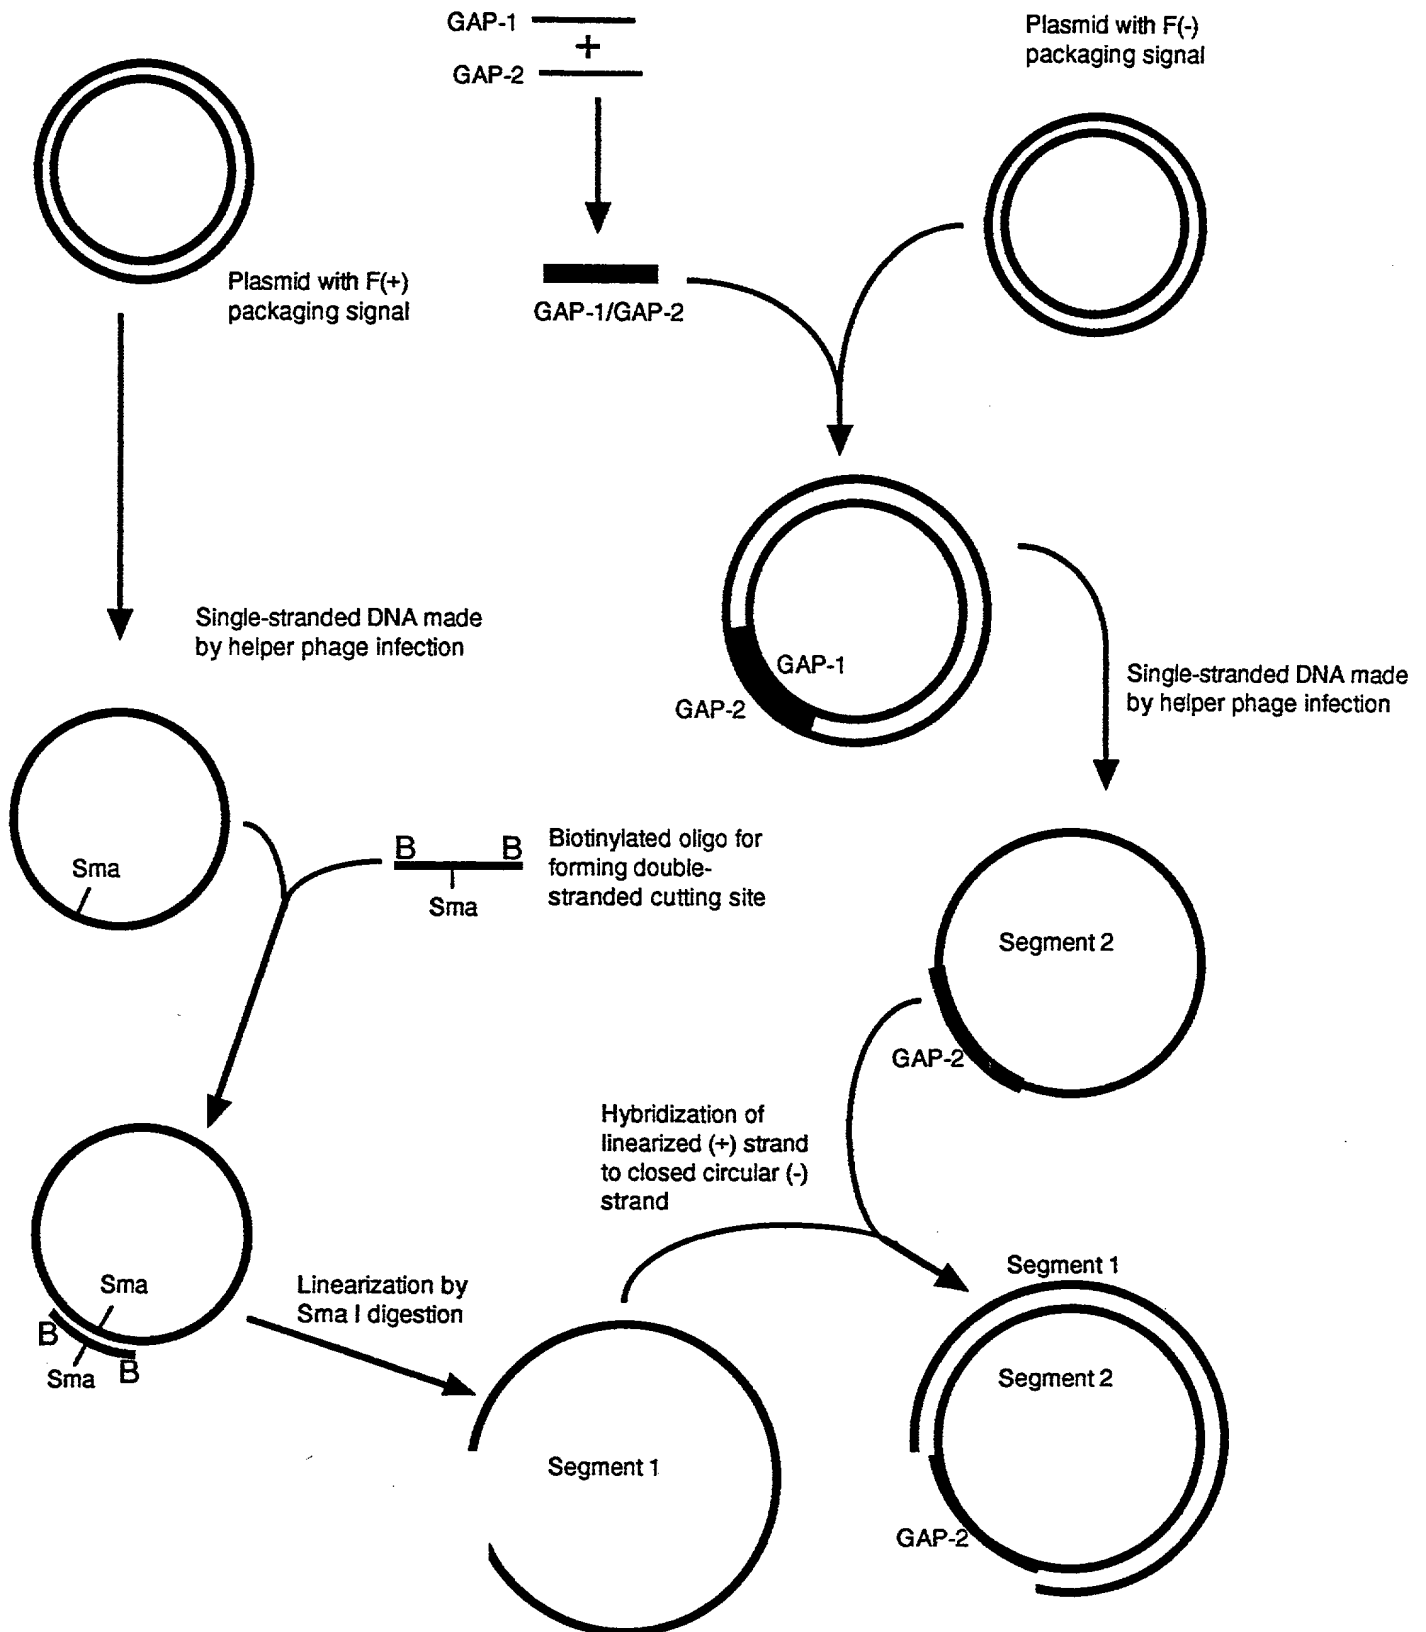 GAP-1
+
GAP-2
Plasmid with F(-)
packaging signal
Plasmid with F(+)
packaging signal
GAP-1/GAP-2
Single-stranded DNA made
by helper phage infection
GAP-1
GAP-2
Single-stranded DNA made
by helper phage infection
Sma
B B
Sma
Biotinylated oligo for
forming double-
stranded cutting site
Segment 2
GAP-2
Hybridization of
linearized (+) strand
to closed circular (-)
strand
Sma
B
Sma
B
Linearization by
Sma I digestion
Segment 1
Segment 1
Segment 2
GAP-2